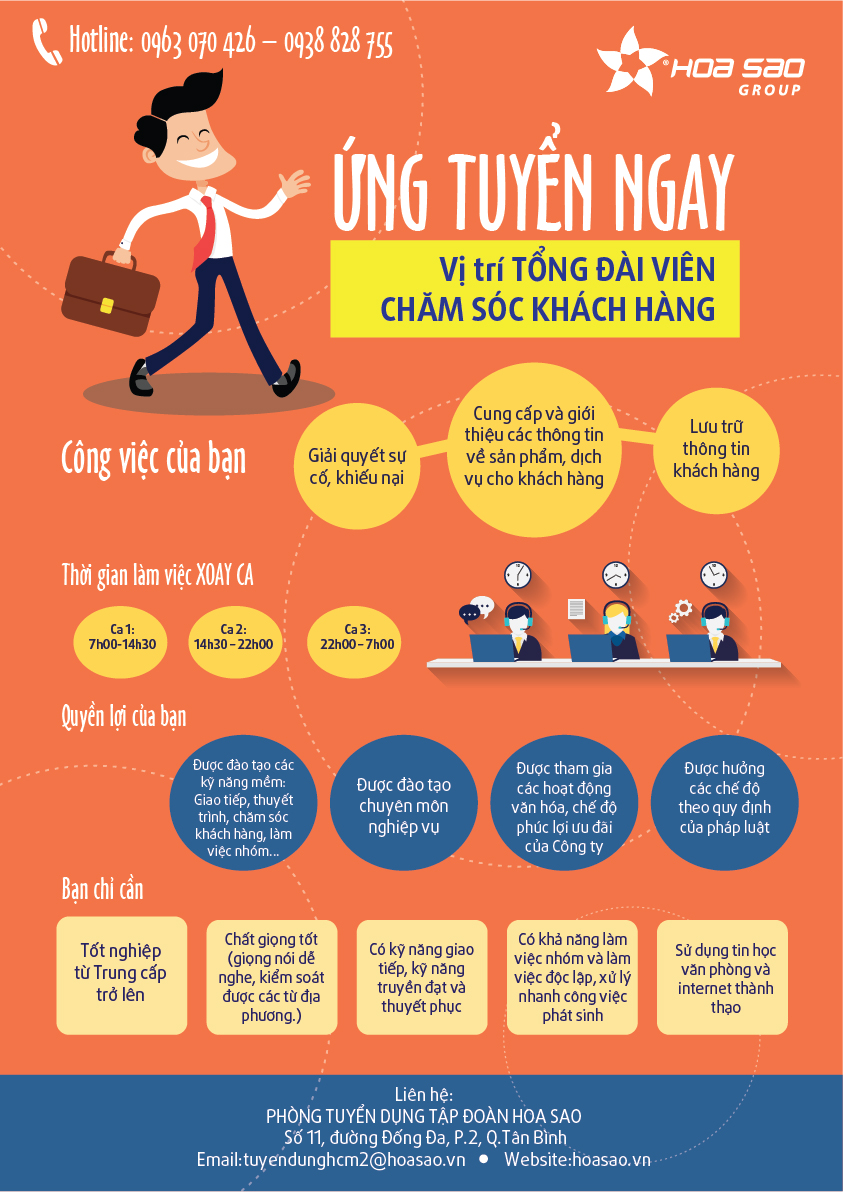 Hotline: 0963 070 426 – 0938 828 755
® HOA SAO
GROUP
ỨNG TUYỂN NGAY
Vị trí TỔNG ĐÀI VIÊN
CHĂM SÓC KHÁCH HÀNG
Công việc của bạn
Giải quyết sự
cố, khiếu nại
Cung cấp và giới
thiệu các thông tin
về sản phẩm, dịch
vụ cho khách hàng
Lưu trữ
thông tin
khách hàng
Thời gian làm việc XOAY CA
Ca 1:
7h00-14h30
Ca 2:
14h30 – 22h00
Ca 3:
22h00 – 7h00
Quyền lợi của bạn
Được đào tạo các
kỹ năng mềm:
Giao tiếp, thuyết
trình, chăm sóc
khách hàng, làm
việc nhóm...
Được đào tạo
chuyên môn
nghiệp vụ
Được tham gia
các hoạt động
văn hóa, chế độ
phúc lợi ưu đãi
của Công ty
Được hưởng
các chế độ
theo quy định
của pháp luật
Bạn chỉ cần
Tốt nghiệp
từ Trung cấp
trở lên
Chất giọng tốt
(giọng nói dễ
nghe, kiểm soát
được các từ địa
phương.)
Có kỹ năng giao
tiếp, kỹ năng
truyền đạt và
thuyết phục
Có khả năng làm
việc nhóm và làm
việc độc lập, xử lý
nhanh công việc
phát sinh
Sử dụng tin học
văn phòng và
internet thành
thạo
Liên hệ:
PHÒNG TUYỂN DỤNG TẬP ĐOÀN HOA SAO
Số 11, đường Đống Đa, P.2, Q.Tân Bình
Email:tuyendunghcm2@hoasao.vn • Website:hoasao.vn